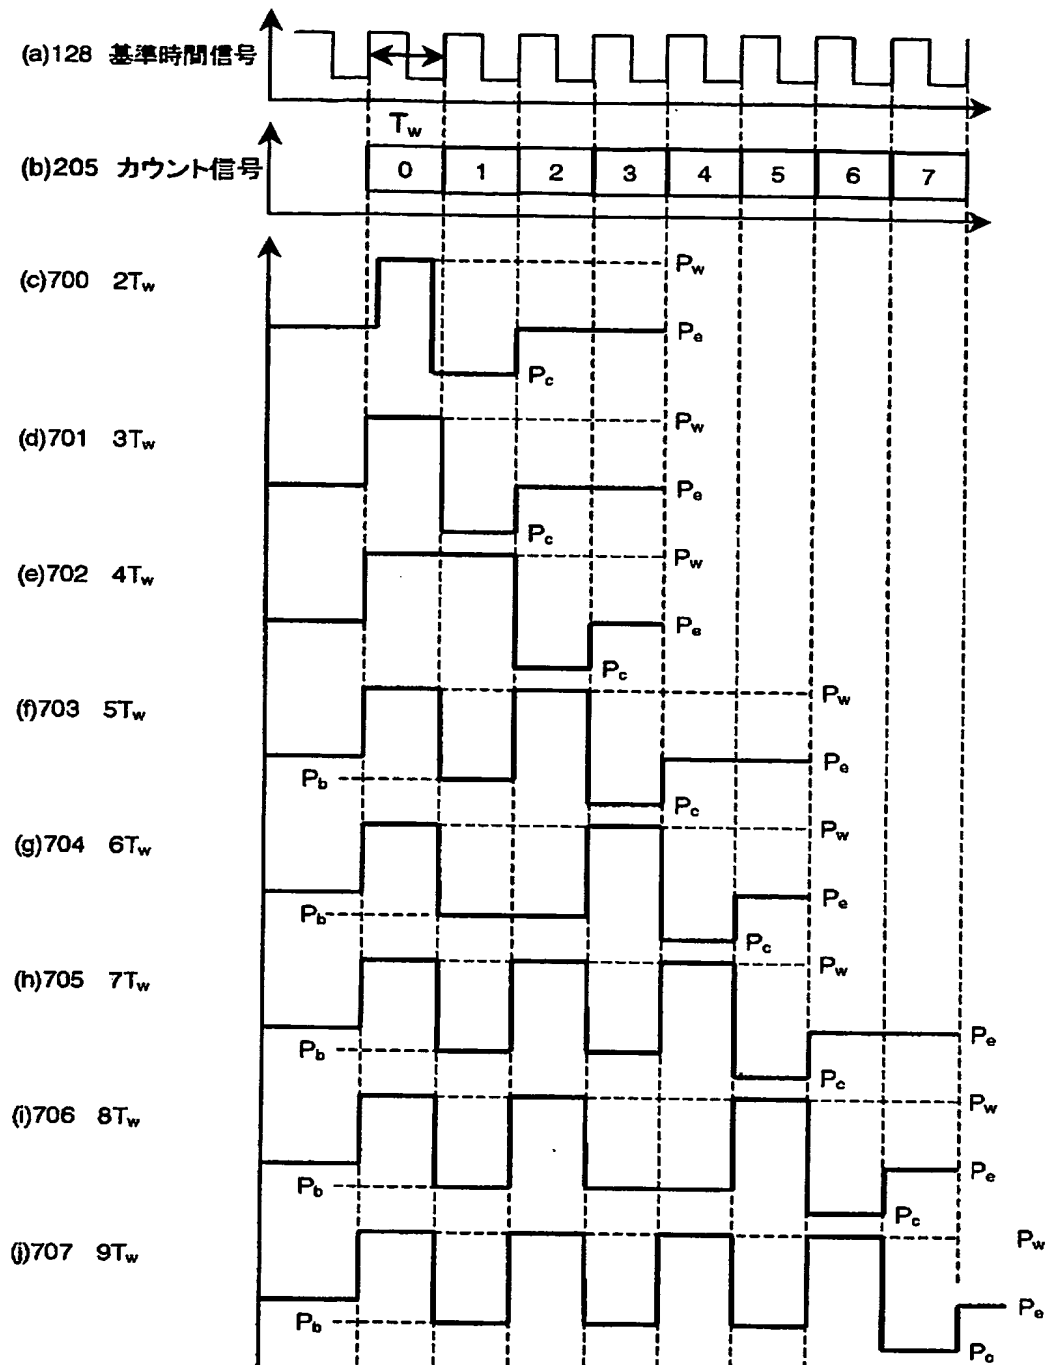 (a)128 基準時間信号
Tw
(b)205 カウント信号
0 1 2 3 4 5 6 7
(c)700 2Tw
Pw
Pe
Pc
(d)701 3Tw
Pw
Pe
Pc
(e)702 4Tw
Pw
Pe
Pc
(f)703 5Tw
Pw
Pe
Pb
Pc
(g)704 6Tw
Pw
Pe
Pb
Pc
(h)705 7Tw
Pw
Pe
Pb
Pc
(i)706 8Tw
Pw
Pe
Pb
Pc
(j)707 9Tw
Pw
Pe
Pb
Pc